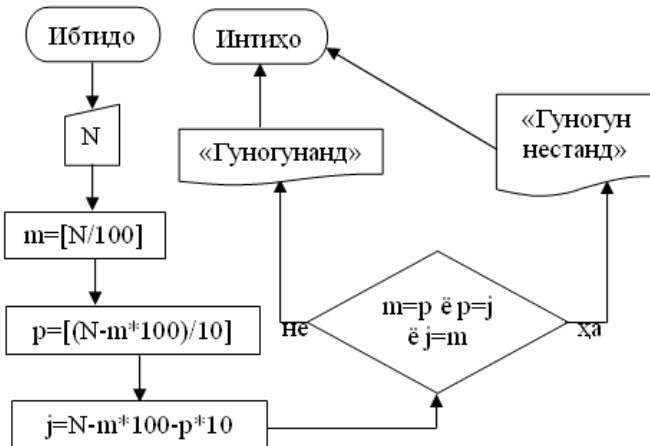 Ибтидо
N
m=[N/100]
p=[(N-m*100)/10]
j=N-m*100-p*10
m=p ё p=j
ё j=m
не
ҳа
«Гуногунанд»
«Гуногун
нестанд»
Интиҳо